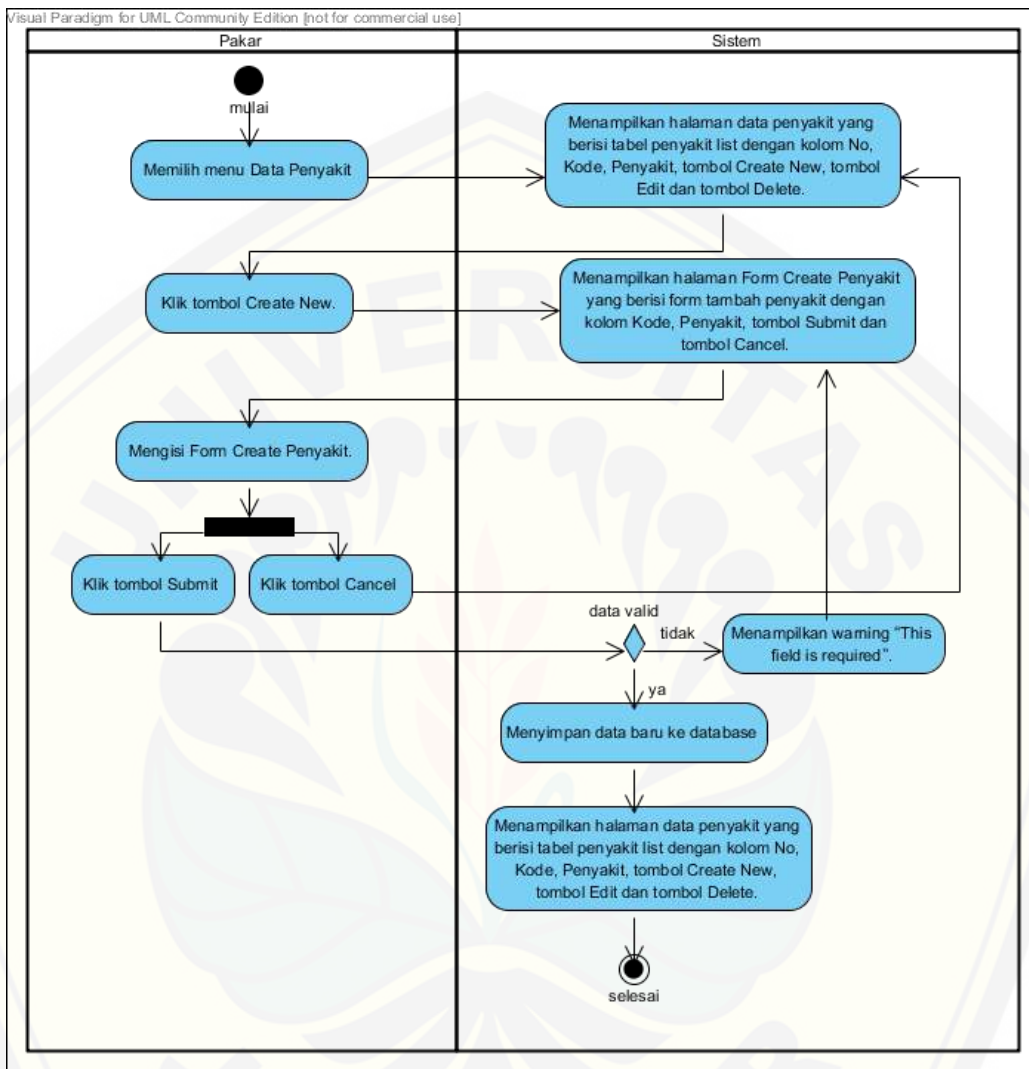 Visual Paradigm for UML Community Edition [not for commercial use]
Pakar
Sistem
mulai
Memilih menu Data Penyakit
Menampilkan halaman data penyakit yang
berisi tabel penyakit list dengan kolom No,
Kode, Penyakit, tombol Create New, tombol
Edit dan tombol Delete.
Klik tombol Create New.
Menampilkan halaman Form Create Penyakit
yang berisi form tambah penyakit dengan
kolom Kode, Penyakit, tombol Submit dan
tombol Cancel.
Mengisi Form Create Penyakit.
Klik tombol Submit
Klik tombol Cancel
data valid
tidak
Menampilkan warning "This
field is required".
ya
Menyimpan data baru ke database
Menampilkan halaman data penyakit yang
berisi tabel penyakit list dengan kolom No,
Kode, Penyakit, tombol Create New,
tombol Edit dan tombol Delete.
selesai
UNIVERSITAS